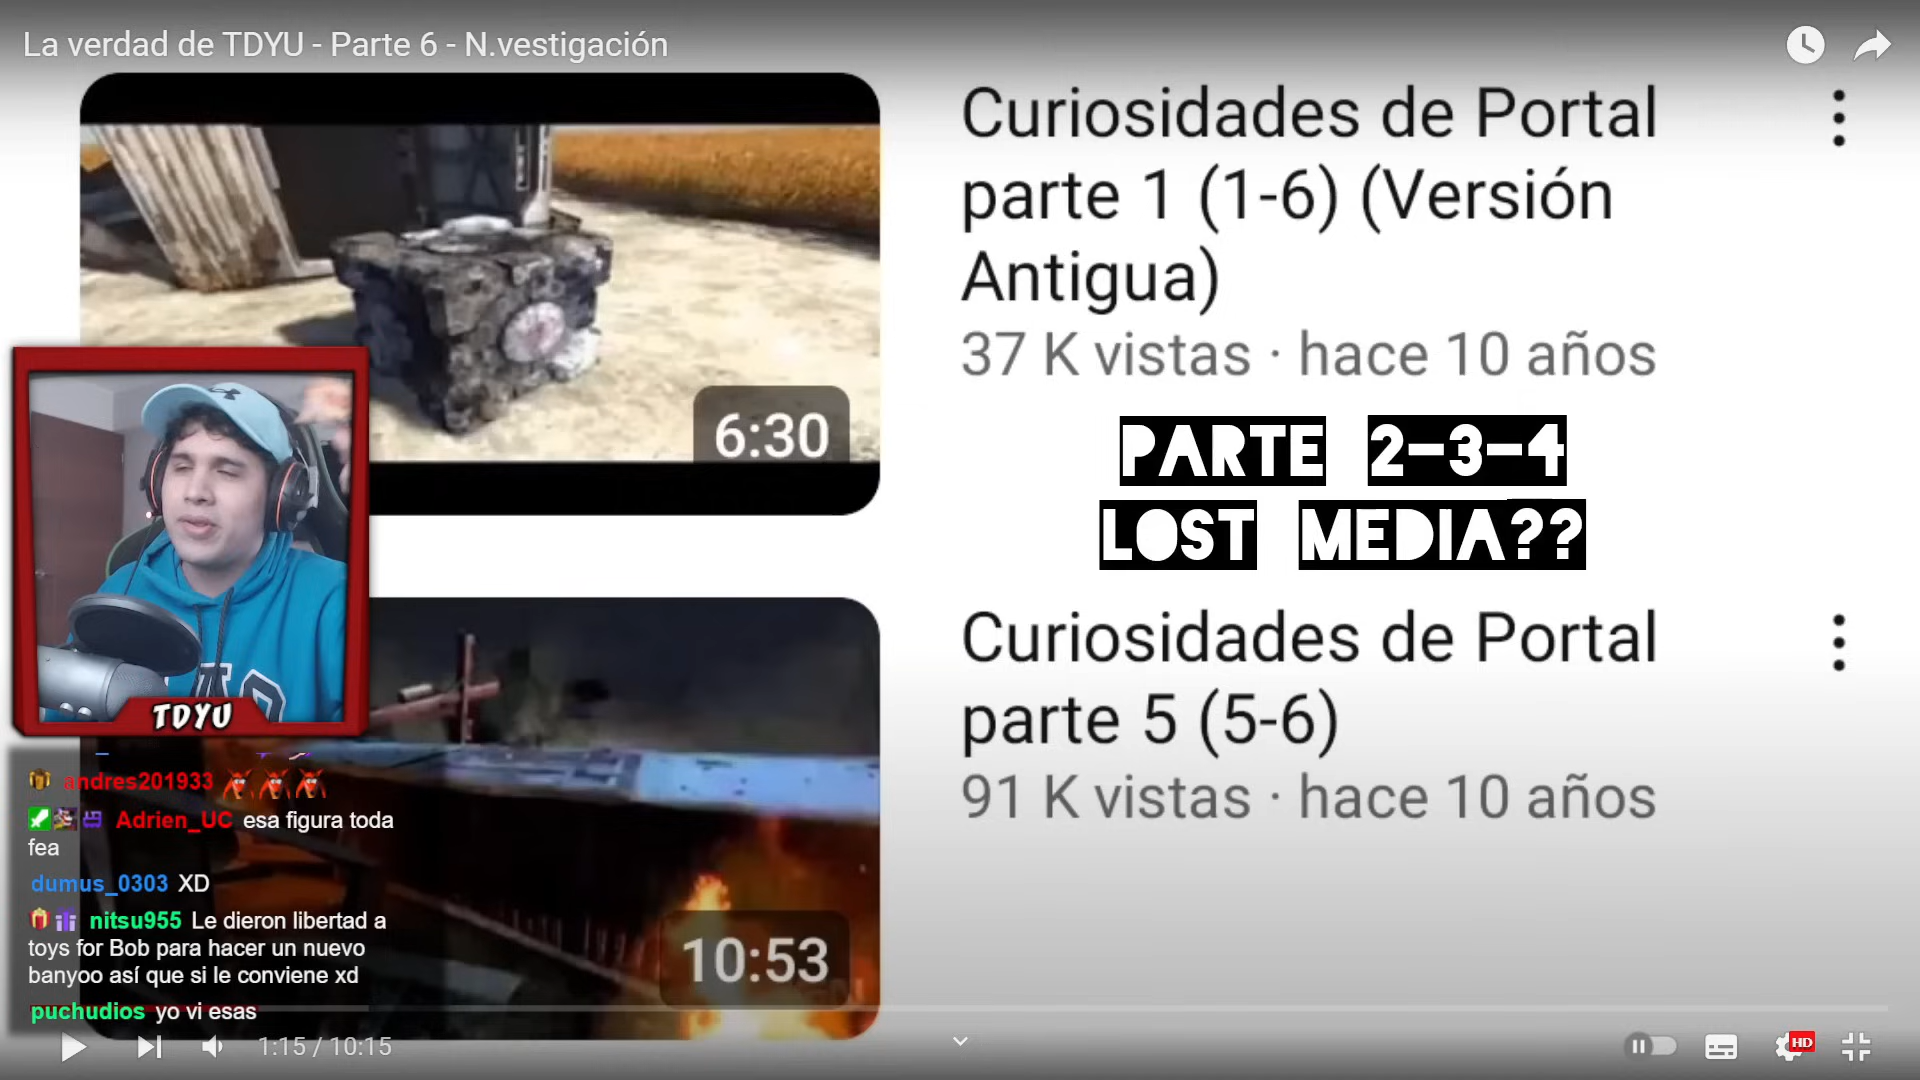 La verdad de TDYU - Parte 6 - N.vestigación
Curiosidades de Portal
parte 1 (1-6) (Versión
Antigua)
37 K vistas · hace 10 años
6:30
PARTE 2-3-4
LOST MEDIA??
Curiosidades de Portal
parte 5 (5-6)
91 K vistas · hace 10 años
10:53
TDYU
andres201933
Adrien_UC esa figura toda
fea
dumus_0303 XD
nitsu955 Le dieron libertad a
toys for Bob para hacer un nuevo
banyoo así que si le conviene xd
puchudios yo vi esas
1:15 / 10:15
HD